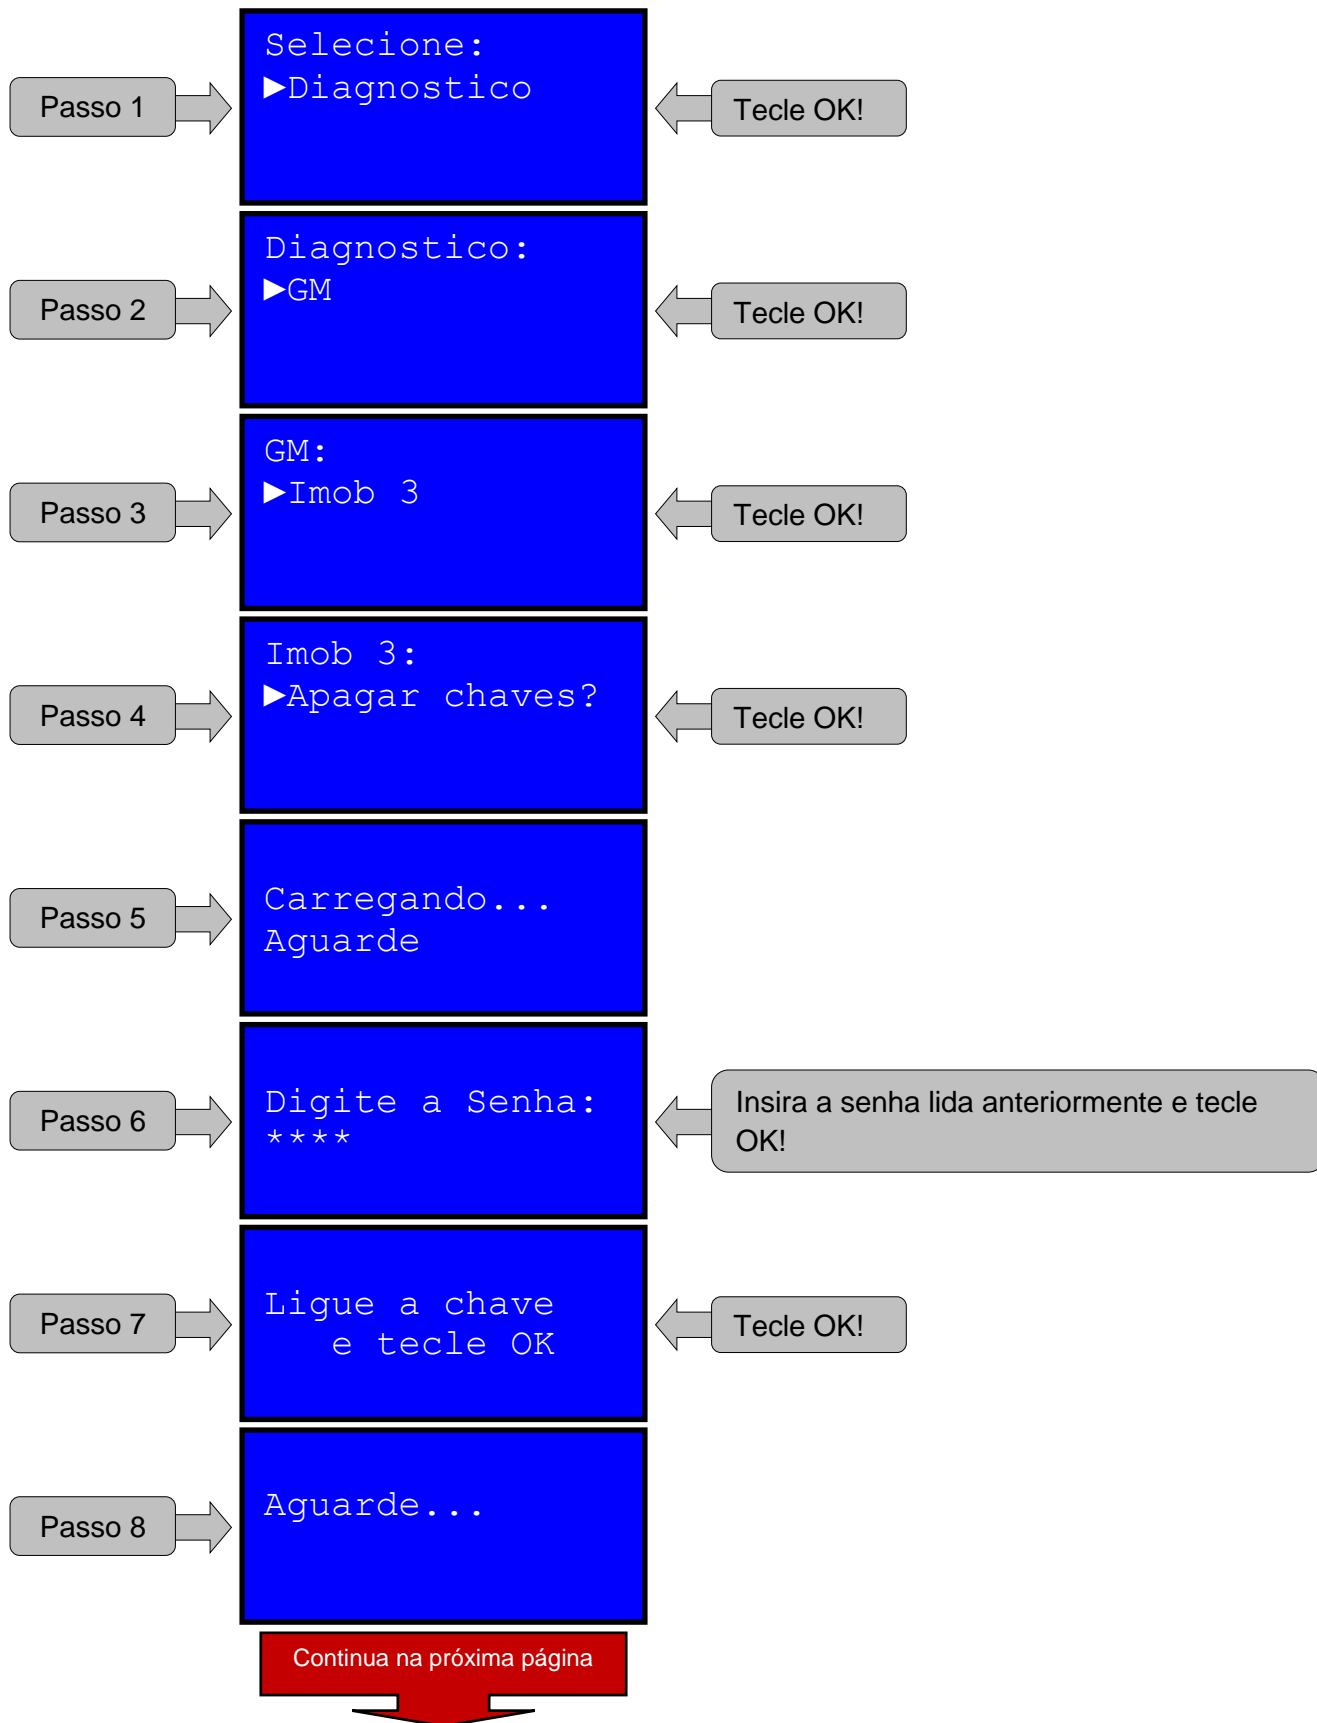 Selecione:
Passo 1
►Diagnostico
Tecle OK!
Diagnostico:
Passo 2
►GM
Tecle OK!
GM:
Passo 3
►Imob 3
Tecle OK!
Imob 3:
Passo 4
►Apagar chaves?
Tecle OK!
Passo 5
Carregando...
Aguarde
Passo 6
Digite a Senha:
****
Insira a senha lida anteriormente e tecle
OK!
Passo 7
Ligue a chave
e tecle OK
Tecle OK!
Passo 8
Aguarde...
Continua na próxima página